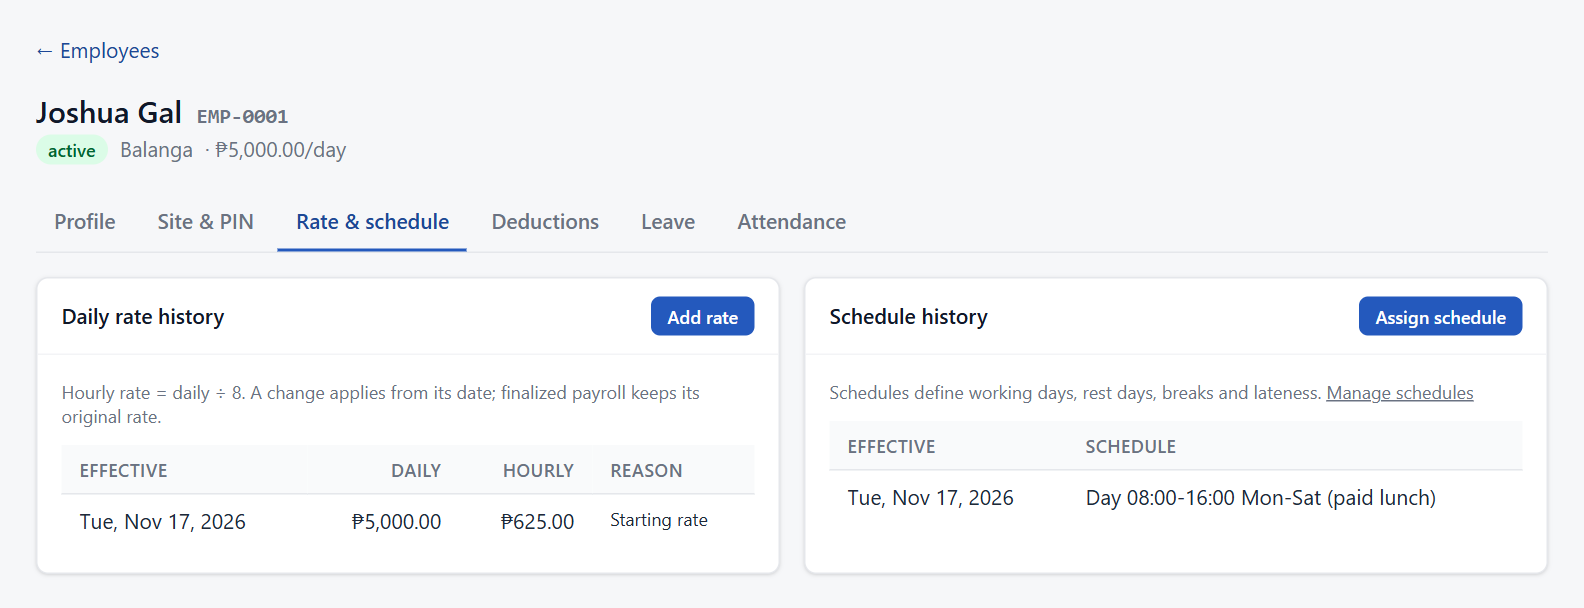 ← Employees
Joshua Gal EMP-0001
active Balanga · ₱5,000.00/day
Profile Site & PIN Rate & schedule Deductions Leave Attendance
Daily rate history Add rate
Hourly rate = daily ÷ 8. A change applies from its date; finalized payroll keeps its
original rate.
EFFECTIVE DAILY HOURLY REASON
Tue, Nov 17, 2026 ₱5,000.00 ₱625.00 Starting rate
Schedule history Assign schedule
Schedules define working days, rest days, breaks and lateness. Manage schedules
EFFECTIVE SCHEDULE
Tue, Nov 17, 2026 Day 08:00-16:00 Mon-Sat (paid lunch)